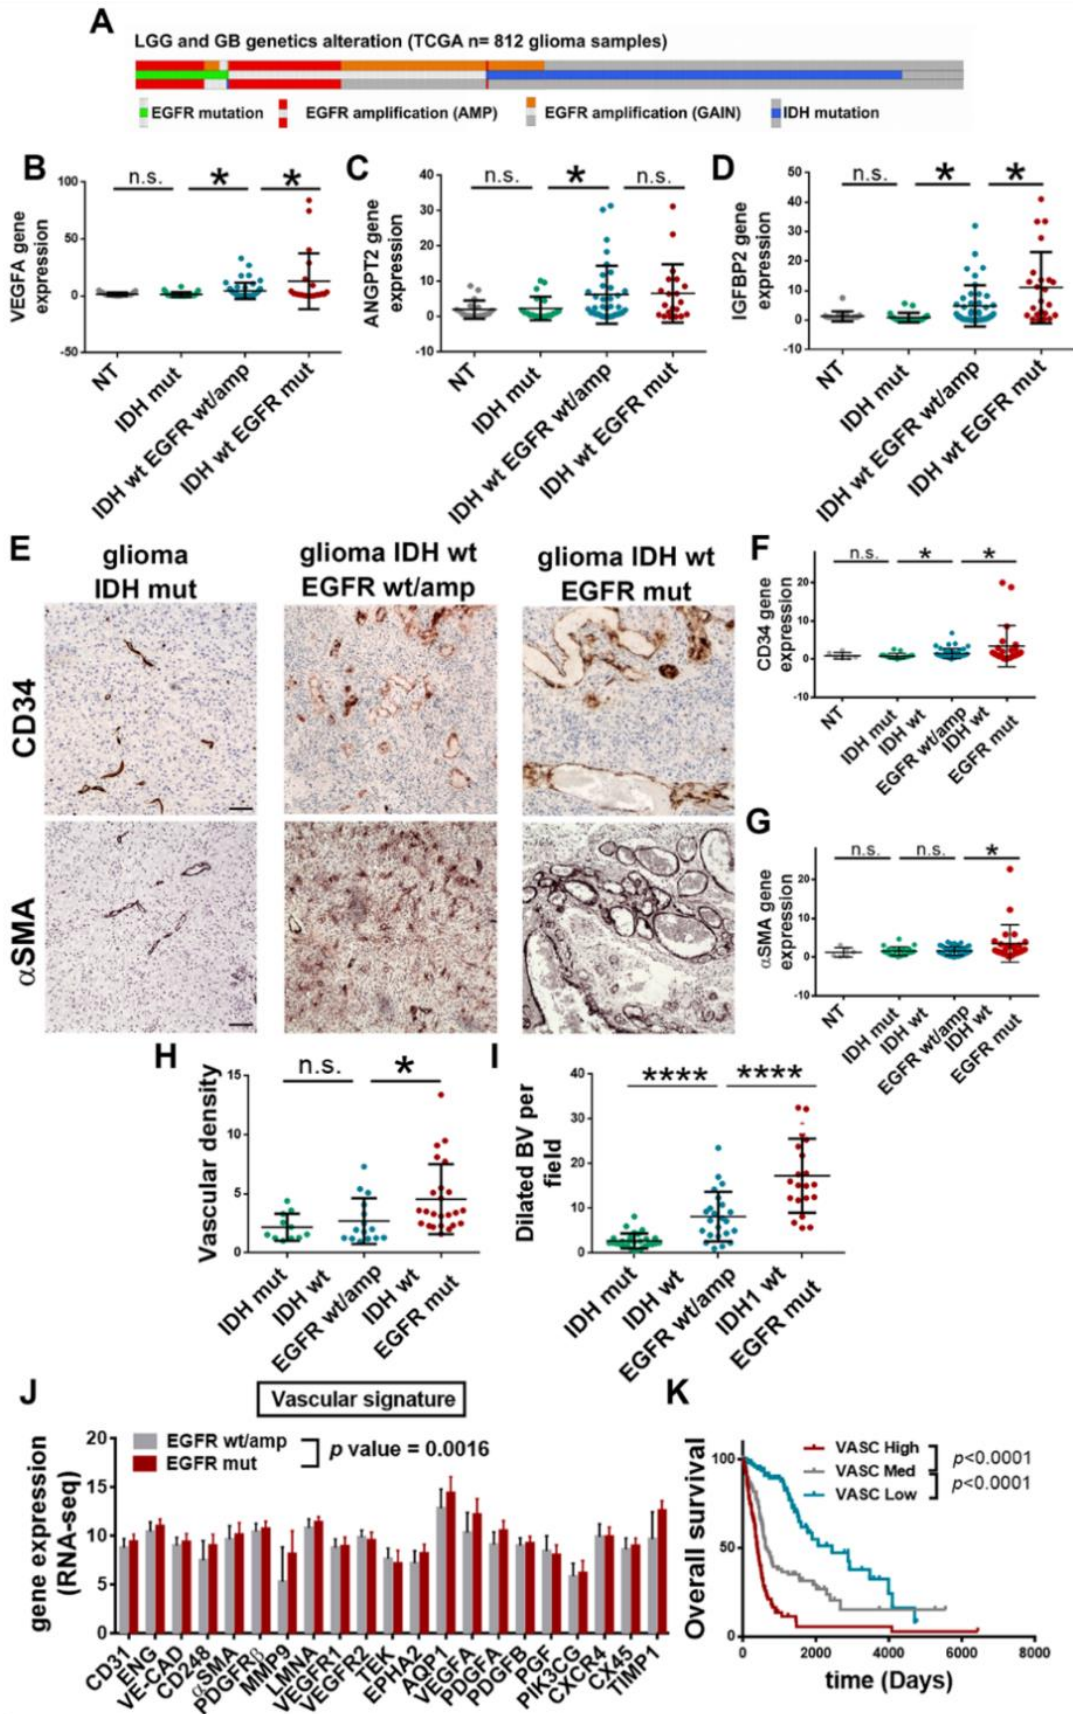 A
LGG and GB genetics alteration (TCGA n= 812 glioma samples)
EGFR mutation
EGFR amplification (AMP)
EGFR amplification (GAIN)
IDH mutation
B
VEGFA gene
expression
100
50
0
-50
n.s.
*
*
NT
IDH mut
IDH wt EGFR wt/amp
IDH wt EGFR mut
C
ANGPT2 gene
expression
40
30
20
10
0
-10
n.s.
*
n.s.
NT
IDH mut
IDH wt EGFR wt/amp
IDH wt EGFR mut
D
IGFBP2 gene
expression
50
40
30
20
10
0
-10
n.s.
*
*
NT
IDH mut
IDH wt EGFR wt/amp
IDH wt EGFR mut
E
glioma
IDH mut
glioma IDH wt
EGFR wt/amp
glioma IDH wt
EGFR mut
CD34
αSMA
F
CD34 gene
expression
20
10
0
-10
n.s.
*
*
NT
IDH mut
IDH wt
EGFR wt/amp
IDH wt
EGFR mut
G
αSMA gene
expression
20
10
0
-10
n.s.
n.s.
*
NT
IDH mut
IDH wt
EGFR wt/amp
IDH wt
EGFR mut
H
Vascular density
15
10
5
0
n.s.
*
IDH mut
IDH wt
EGFR wt/amp
IDH wt
EGFR mut
I
Dilated BV per
field
40
30
20
10
0
****
****
IDH mut
IDH wt
EGFR wt/amp
IDH1 wt
EGFR mut
J
Vascular signature
gene expression
(RNA-seq)
20
15
10
5
0
EGFR wt/amp
EGFR mut
p value = 0.0016
CD31
ENG
VE-CAD
CD248
αSMA
PDGFRβ
MMP9
LMNA
VEGFR1
VEGFR2
TEK
EPHA2
AQP1
VEGFA
PDGFA
PDGFB
PGF
PIK3CG
CXCR4
CX45
TIMP1
K
Overall survival
100
50
0
VASC High
VASC Med
VASC Low
p<0.0001
p<0.0001
0
2000
4000
6000
8000
time (Days)